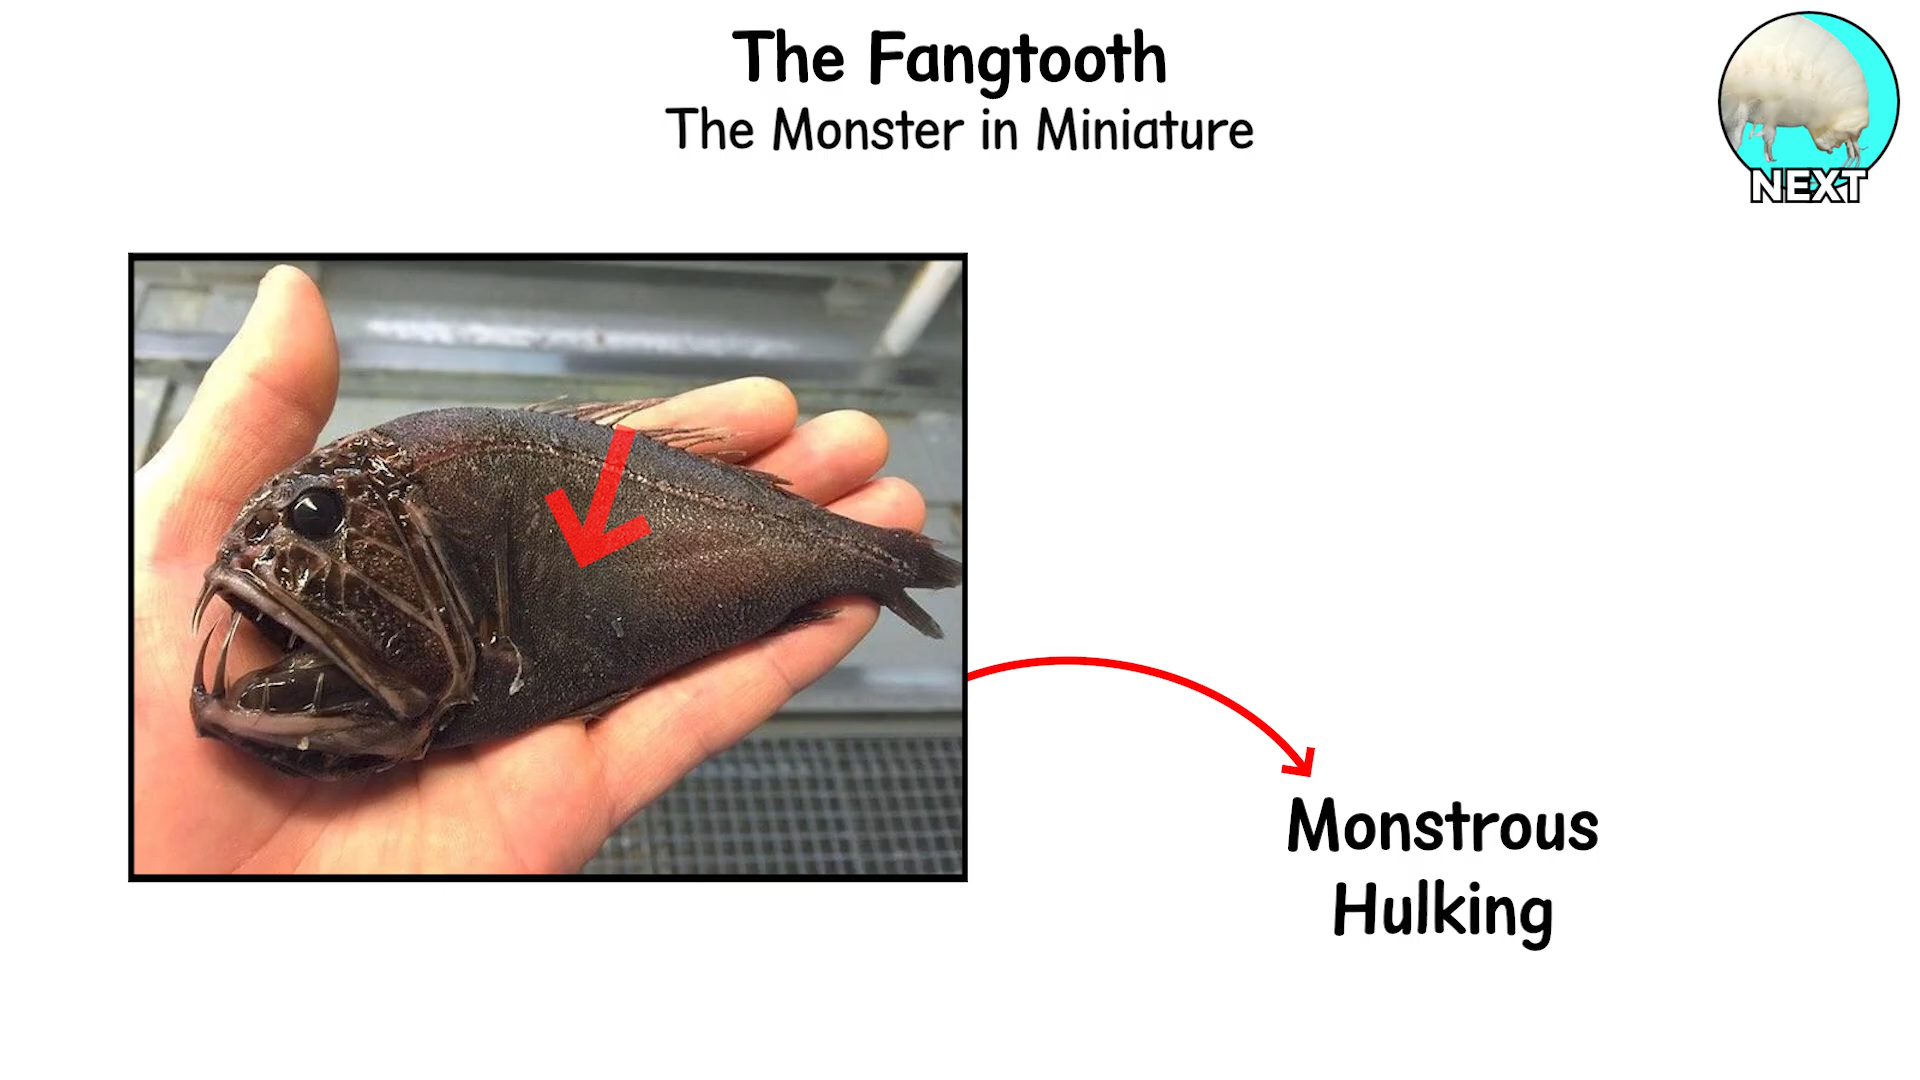 The Fangtooth
The Monster in Miniature
NEXT
Monstrous
Hulking